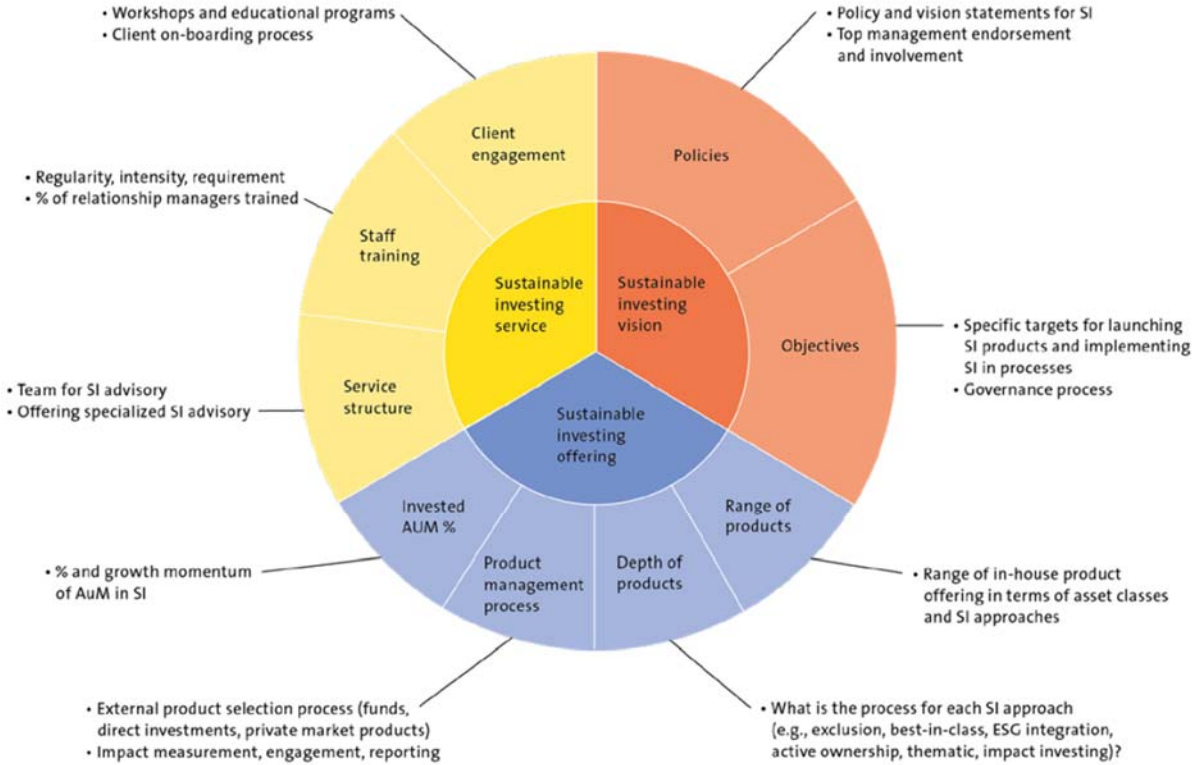 • Workshops and educational programs
• Client on-boarding process
• Policy and vision statements for SI
• Top management endorsement
and involvement
Client
engagement
Policies
• Regularity, intensity, requirement
• % of relationship managers trained
Staff
training
Sustainable
investing
service
Sustainable
investing
vision
Objectives
• Specific targets for launching
SI products and implementing
SI in processes
• Governance process
Service
structure
• Team for SI advisory
• Offering specialized SI advisory
Sustainable
investing
offering
Invested
AUM %
Product
management
process
Depth of
products
Range of
products
• % and growth momentum
of AuM in SI
• Range of in-house product
offering in terms of asset classes
and SI approaches
• External product selection process (funds,
direct investments, private market products)
• Impact measurement, engagement, reporting
• What is the process for each SI approach
(e.g., exclusion, best-in-class, ESG integration,
active ownership, thematic, impact investing)?